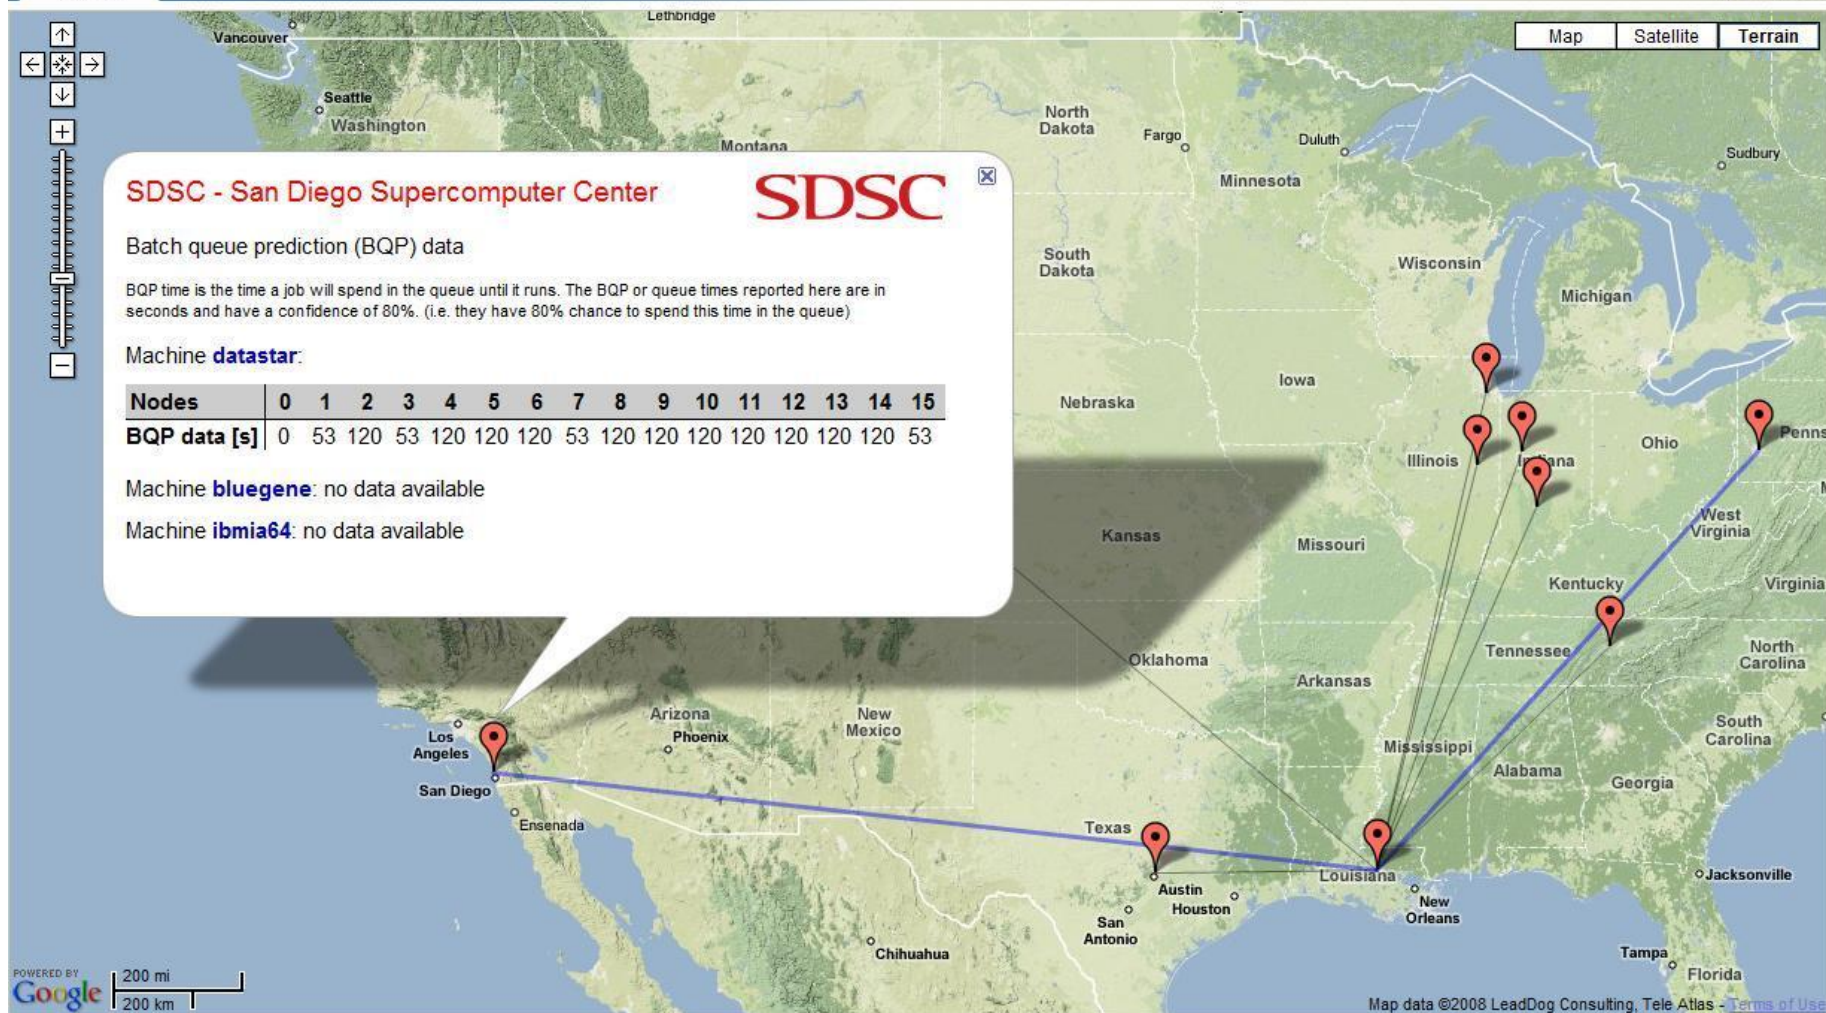 Lethbridge
Vancouver
Map
Satellite
Terrain
Seattle
Washington
Montana
North
Dakota
Fargo
Duluth
Sudbury
Minnesota
SDSC - San Diego Supercomputer Center
SDSC
Batch queue prediction (BQP) data
BQP time is the time a job will spend in the queue until it runs. The BQP or queue times reported here are in
seconds and have a confidence of 80%. (i.e. they have 80% chance to spend this time in the queue)
Machine datastar:
Nodes 0 1 2 3 4 5 6 7 8 9 10 11 12 13 14 15
BQP data [s] 0 53 120 53 120 120 120 53 120 120 120 120 120 120 120 53
Machine bluegene: no data available
Machine ibmia64: no data available
South
Dakota
Wisconsin
Michigan
Iowa
Nebraska
Illinois
Indiana
Ohio
Penns
Kansas
Missouri
West
Virginia
Kentucky
Virginia
Oklahoma
Tennessee
North
Carolina
Arkansas
Los
Angeles
San Diego
Ensenada
Arizona
Phoenix
New
Mexico
Mississippi
Alabama
Georgia
South
Carolina
Texas
Louisiana
Austin
Houston
San
Antonio
New
Orleans
Jacksonville
Chihuahua
Tampa
Florida
POWERED BY
Google
200 mi
200 km
Map data ©2008 LeadDog Consulting, Tele Atlas - Terms of Use